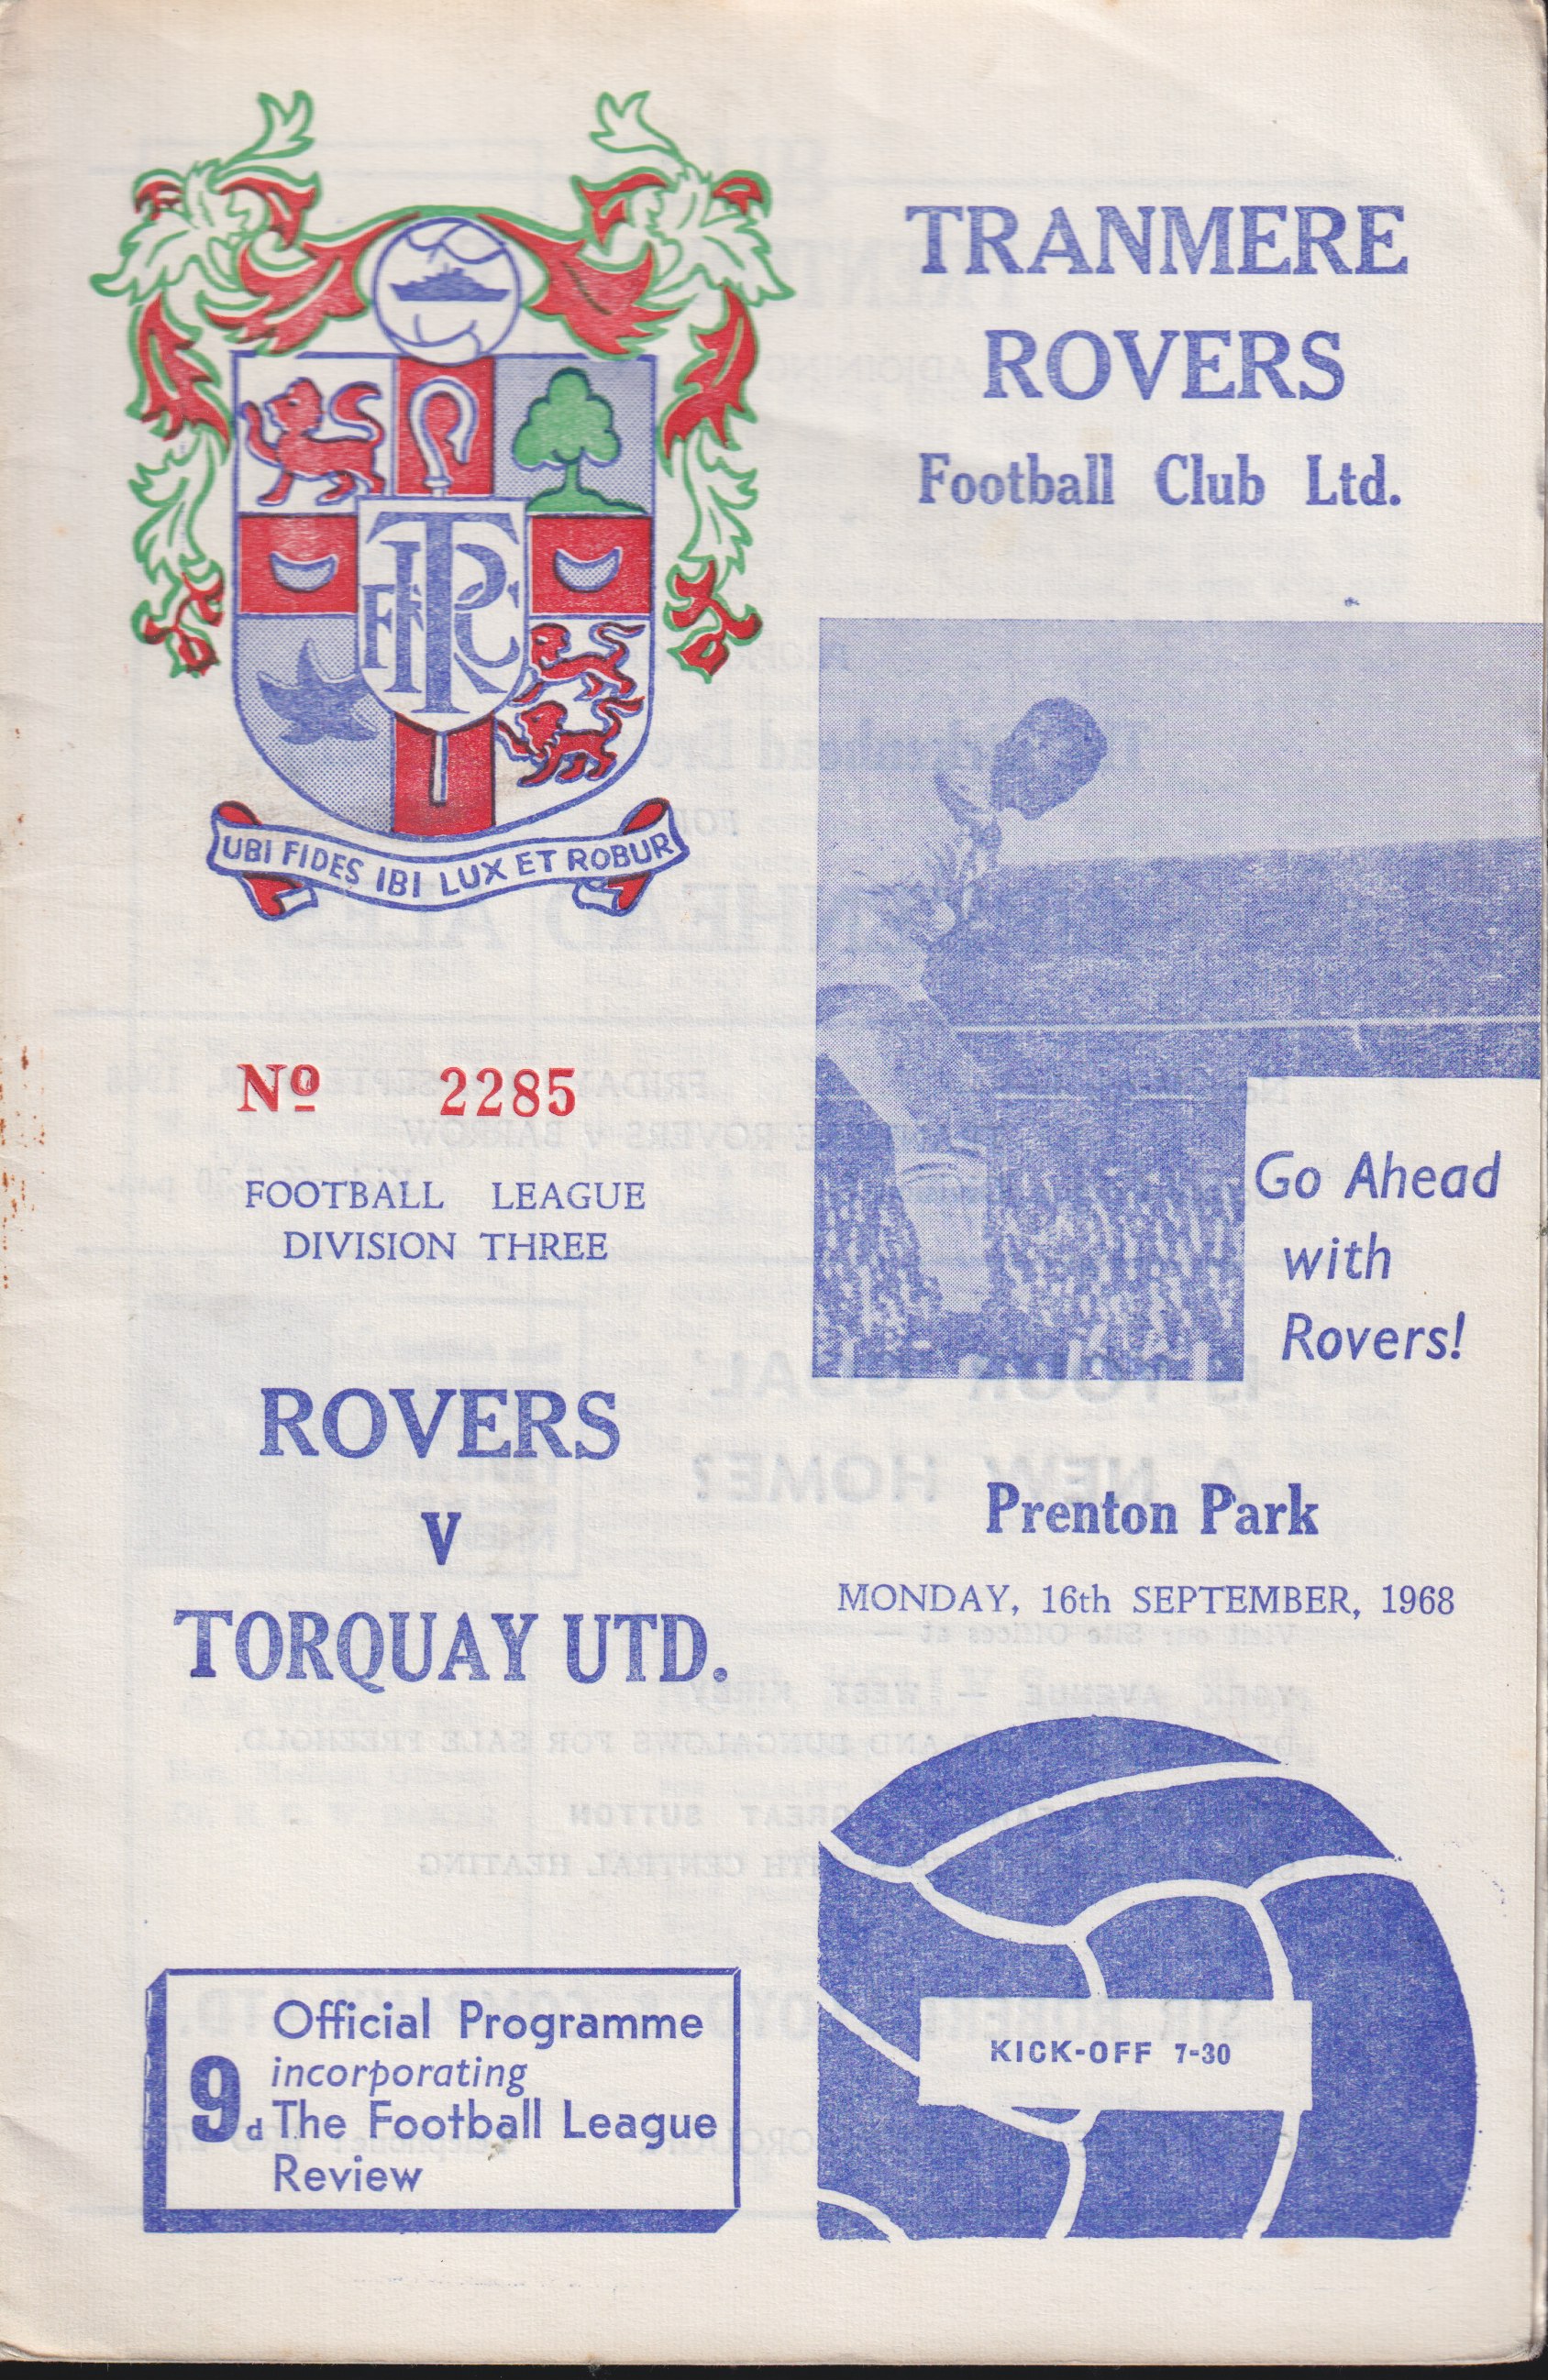 TRANMERE
ROVERS
Football Club Ltd.
TRFC
UBI FIDES IBI LUX ET ROBUR
Nº 2285
FOOTBALL LEAGUE
DIVISION THREE
ROVERS
V
TORQUAY UTD.
Go Ahead
with
Rovers!
Prenton Park
MONDAY, 16th SEPTEMBER, 1968
KICK-OFF 7-30
Official Programme
incorporating
9d The Football League
Review